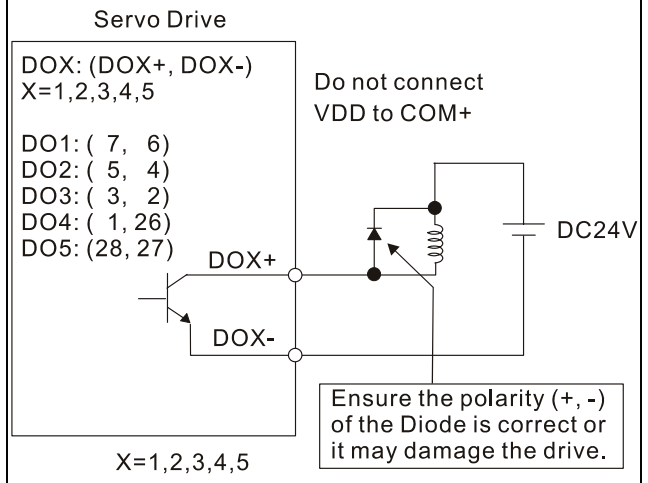 Servo Drive
DOX: (DOX+, DOX-)
X=1,2,3,4,5
DO1: ( 7, 6)
DO2: ( 5, 4)
DO3: ( 3, 2)
DO4: ( 1, 26)
DO5: (28, 27)
Do not connect
VDD to COM+
DC24V
DOX+
DOX-
Ensure the polarity (+, -)
of the Diode is correct or
it may damage the drive.
X=1,2,3,4,5